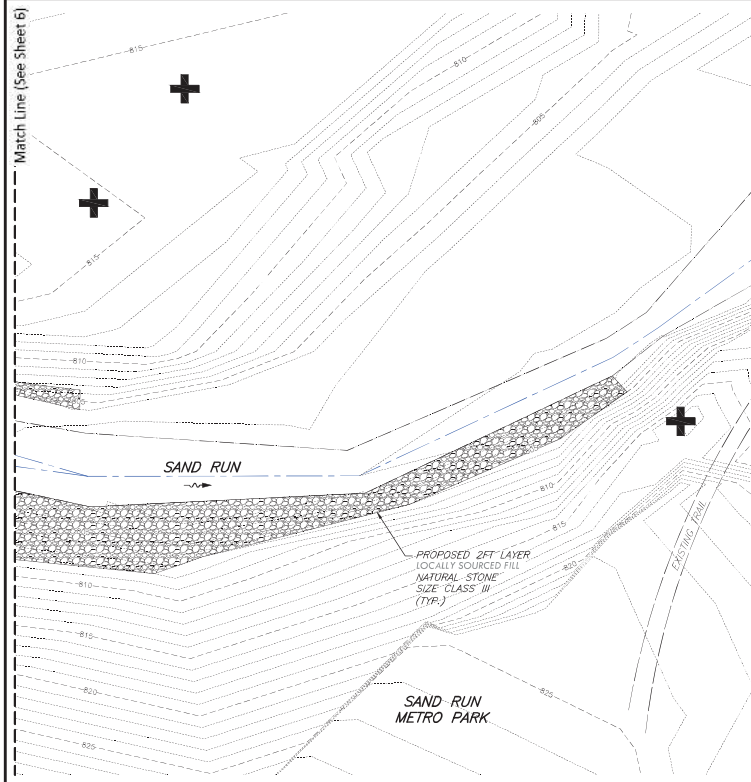 Match Line (See Sheet 6)
815
810
805
815
810
SAND RUN
810
815
820
EXISTING TRAIL
PROPOSED 2FT LAYER
LOCALLY SOURCED FILL
NATURAL STONE
SIZE CLASS III
(TYP.)
810
815
820
825
SAND RUN
METRO PARK
825